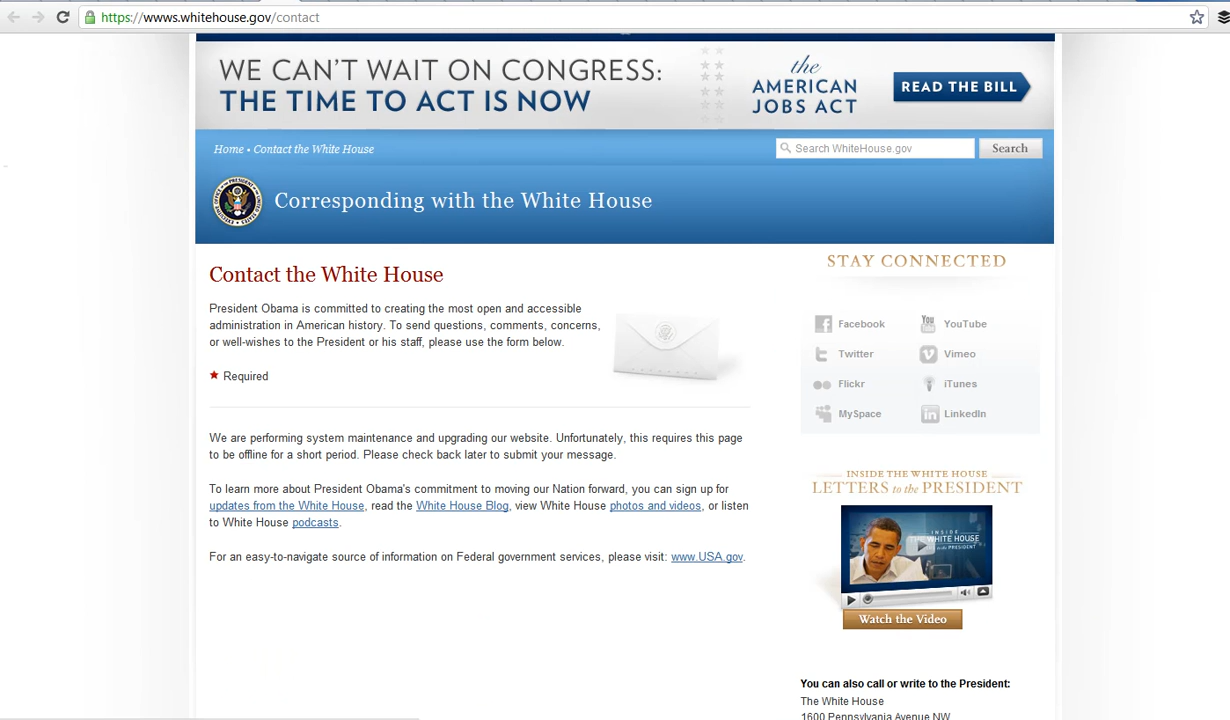 https://wwws.whitehouse.gov/contact
WE CAN'T WAIT ON CONGRESS:
THE TIME TO ACT IS NOW
the
AMERICAN
JOBS ACT
READ THE BILL
Home • Contact the White House
Search WhiteHouse.gov
Search
Corresponding with the White House
Contact the White House
President Obama is committed to creating the most open and accessible
administration in American history. To send questions, comments, concerns,
or well-wishes to the President or his staff, please use the form below.
★ Required
We are performing system maintenance and upgrading our website. Unfortunately, this requires this page
to be offline for a short period. Please check back later to submit your message.
To learn more about President Obama's commitment to moving our Nation forward, you can sign up for
updates from the White House, read the White House Blog, view White House photos and videos, or listen
to White House podcasts.
For an easy-to-navigate source of information on Federal government services, please visit: www.USA.gov.
STAY CONNECTED
Facebook
YouTube
Twitter
Vimeo
Flickr
iTunes
MySpace
LinkedIn
INSIDE THE WHITE HOUSE
LETTERS to the PRESIDENT
INSIDE
THE WHITE HOUSE
Watch the Video
You can also call or write to the President:
The White House
1600 Pennsylvania Avenue NW